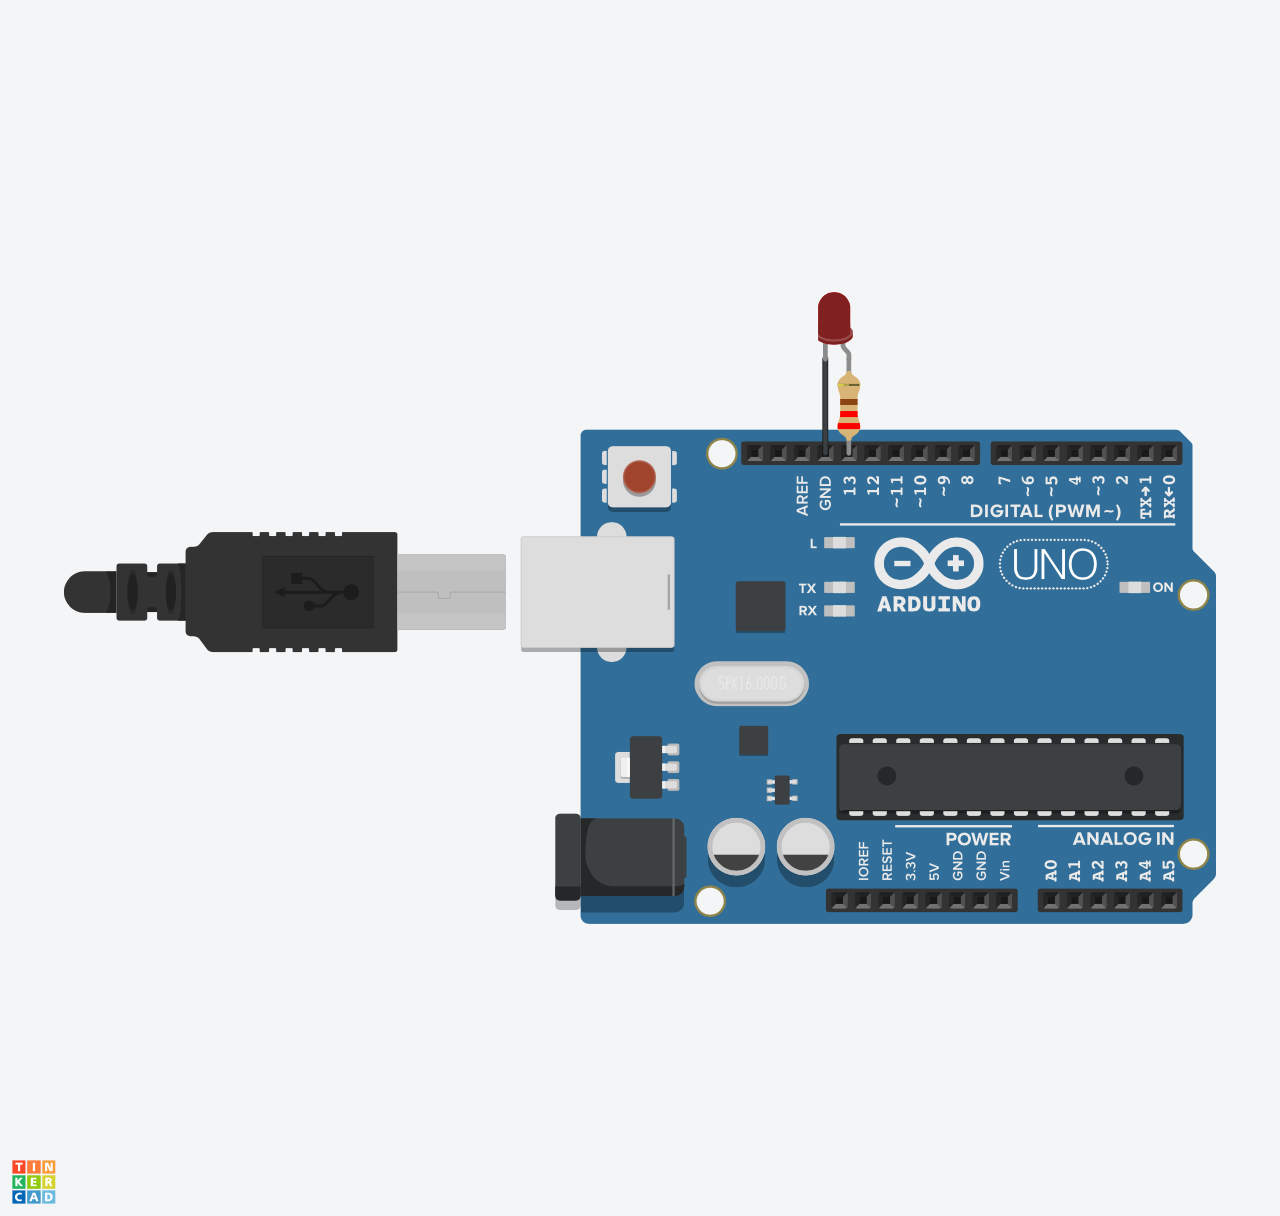 AREF
GND
13
12
~11
~10
~9
8
7
~6
~5
4
~3
2
TX→1
RX←0
DIGITAL (PWM ~)
L
TX
RX
ARDUINO
UNO
ON
SPK16.000G
POWER
ANALOG IN
IOREF
RESET
3.3V
5V
GND
GND
Vin
A0
A1
A2
A3
A4
A5
TIN
KER
CAD